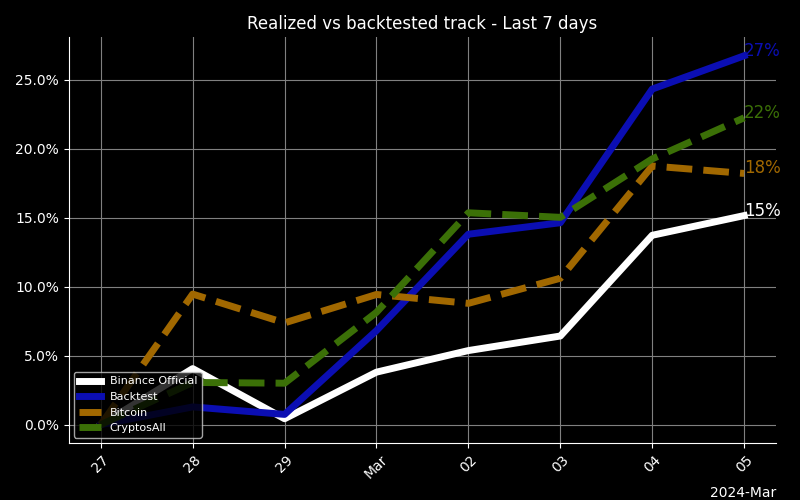 Realized vs backtested track - Last 7 days
27%
25.0%
22%
20.0%
18%
15.0%
15%
10.0%
5.0%
0.0%
Binance Official
Backtest
Bitcoin
CryptosAll
27
28
29
Mar
02
03
04
05
2024-Mar